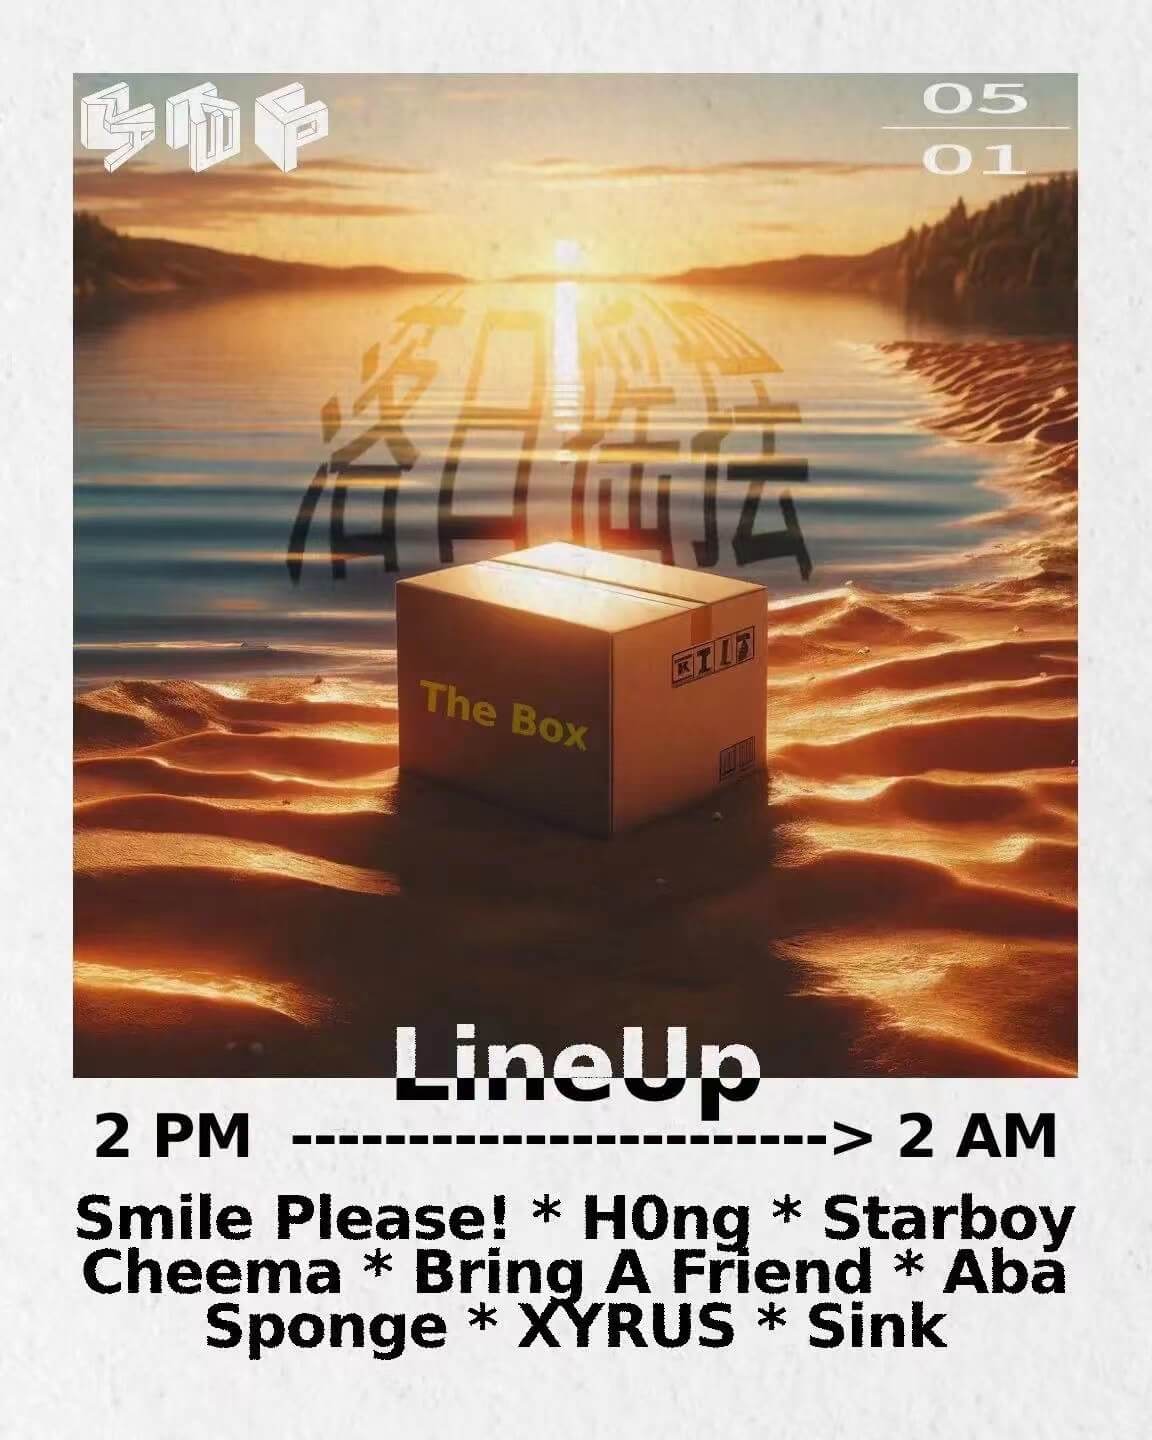 05
01
KILT
The Box
LineUp
2 PM -----------------------> 2 AM
Smile Please! * H0ng * Starboy
Cheema * Bring A Friend * Aba
Sponge * XYRUS * Sink